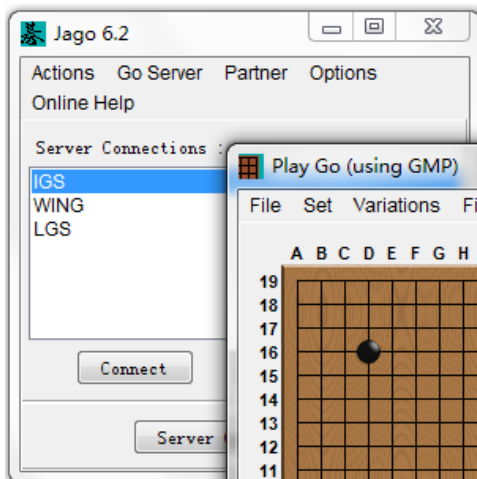 Jago 6.2
Actions Go Server Partner Options
Online Help
Server Connections :
IGS
WING
LGS
Connect
Server
Play Go (using GMP)
File Set Variations
A B C D E F G H
19
18
17
16
15
14
13
12
11